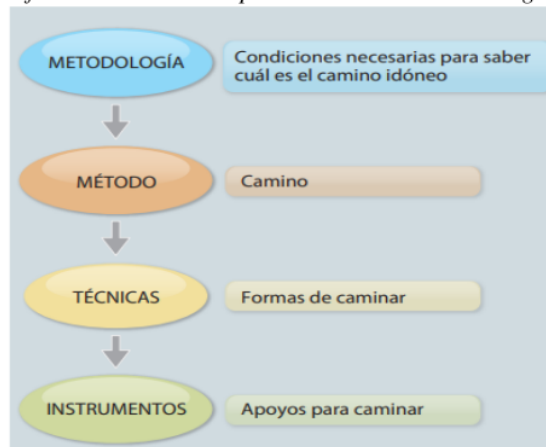 METODOLOGÍA
Condiciones necesarias para saber
cuál es el camino idóneo
MÉTODO
Camino
TÉCNICAS
Formas de caminar
INSTRUMENTOS
Apoyos para caminar